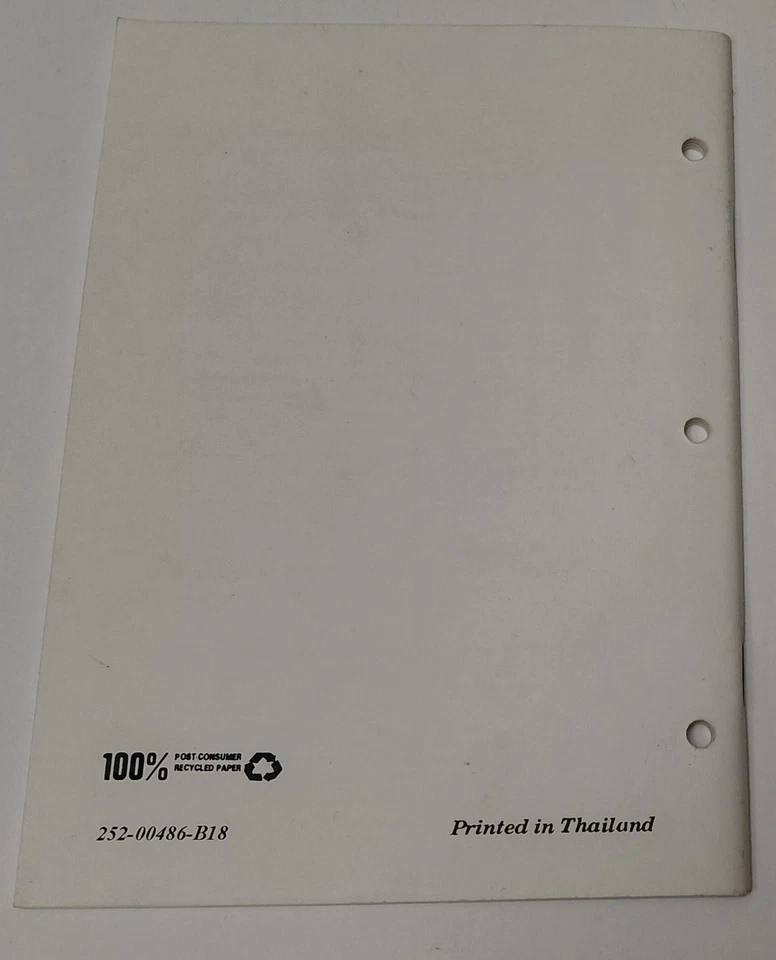 100% POST-CONSUMER
RECYCLED PAPER
252-00486-B18
Printed in Thailand